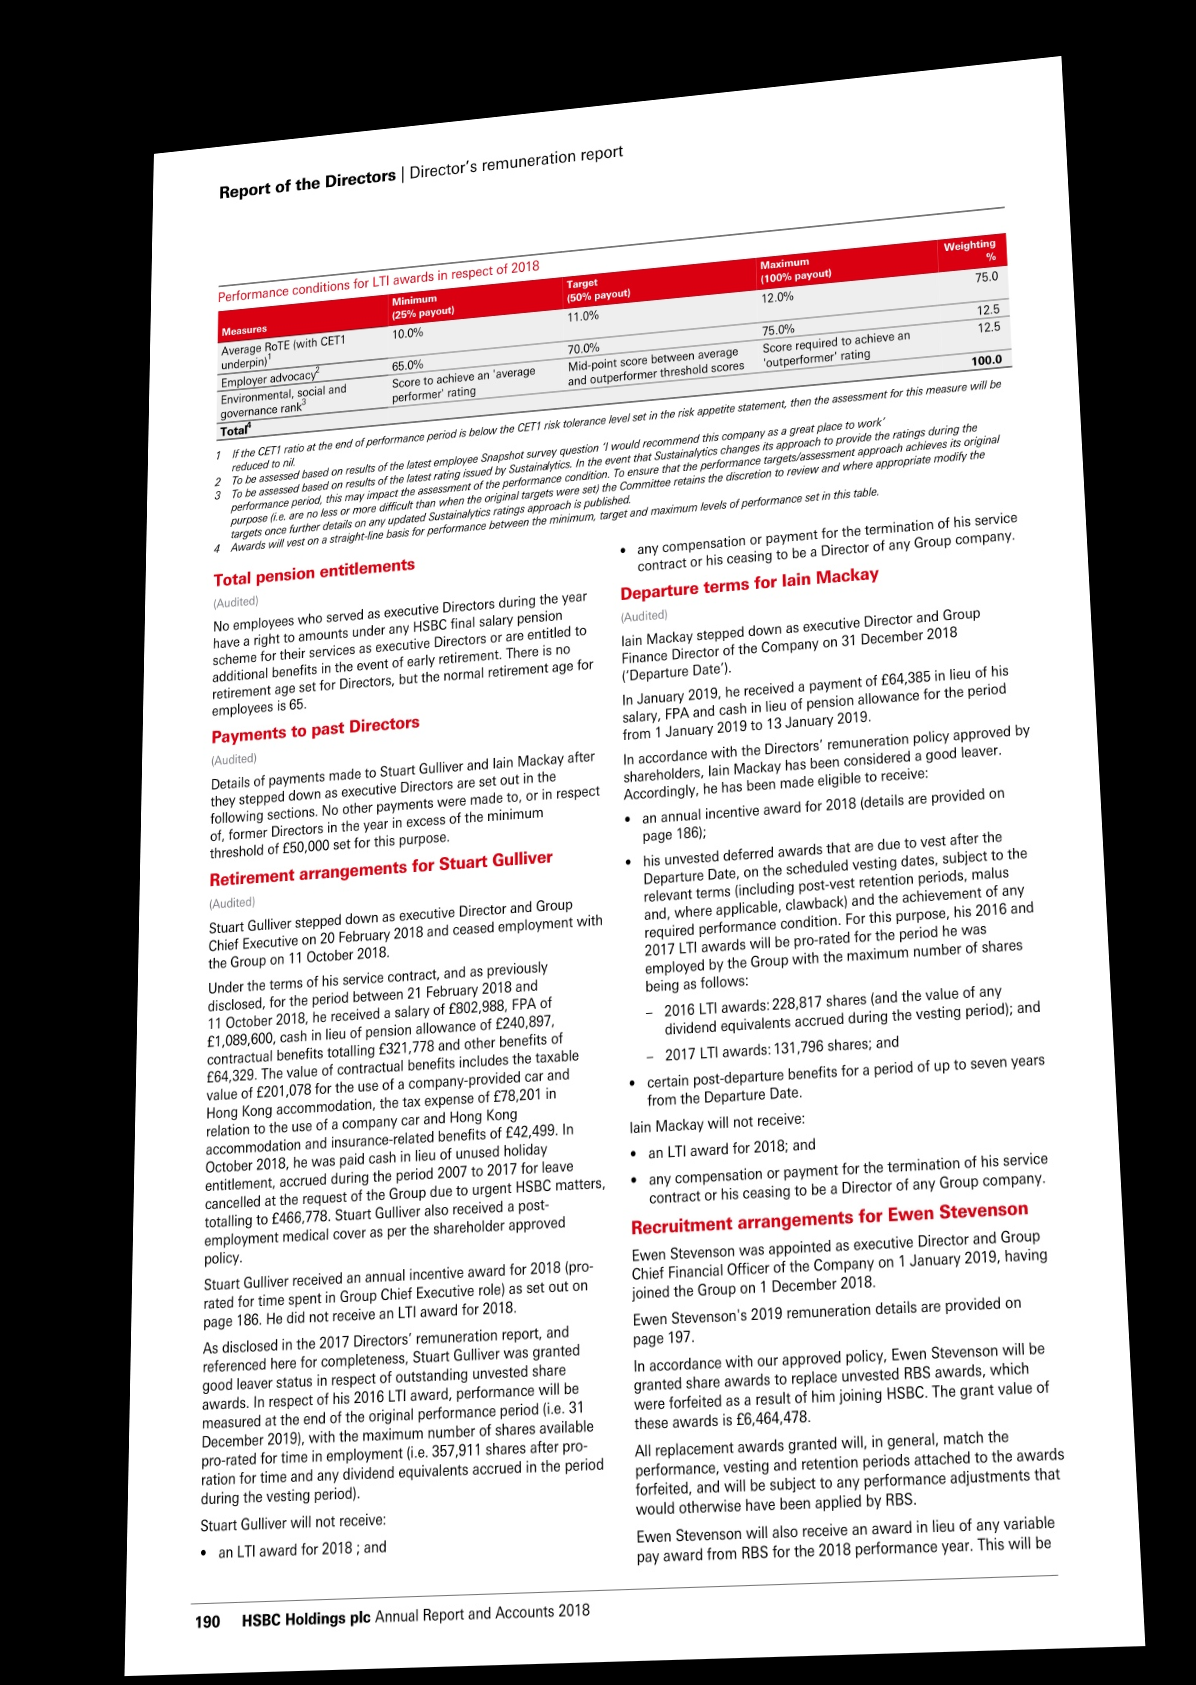 Report of the Directors | Director's remuneration report
Performance conditions for LTI awards in respect of 2018
Measures Minimum (25% payout) Target (50% payout) Maximum (100% payout) Weighting %
Average RoTE (with CET1 underpin)1 10.0% 11.0% 12.0% 75.0
Employer advocacy2 65.0% 70.0% 75.0% 12.5
Environmental, social and governance rank3 Score to achieve an 'average performer' rating Mid-point score between average and outperformer threshold scores Score required to achieve an 'outperformer' rating 12.5
Total4 100.0
1 If the CET1 ratio at the end of performance period is below the CET1 risk tolerance level set in the risk appetite statement, then the assessment for this measure will be
reduced to nil.
2 To be assessed based on results of the latest employee Snapshot survey question 'I would recommend this company as a great place to work'
3 To be assessed based on results of the latest rating issued by Sustainalytics. In the event that Sustainalytics changes its approach to provide the ratings during the
performance period, this may impact the assessment of the performance condition. To ensure that the performance targets/assessment approach achieves its original
purpose (i.e. are no less or more difficult than when the original targets were set) the Committee retains the discretion to review and where appropriate modify the
targets once further details on any updated Sustainalytics ratings approach is published.
4 Awards will vest on a straight-line basis for performance between the minimum, target and maximum levels of performance set in this table.
Total pension entitlements
(Audited)
No employees who served as executive Directors during the year
have a right to amounts under any HSBC final salary pension
scheme for their services as executive Directors or are entitled to
additional benefits in the event of early retirement. There is no
retirement age set for Directors, but the normal retirement age for
employees is 65.
Payments to past Directors
(Audited)
Details of payments made to Stuart Gulliver and Iain Mackay after
they stepped down as executive Directors are set out in the
following sections. No other payments were made to, or in respect
of, former Directors in the year in excess of the minimum
threshold of £50,000 set for this purpose.
Retirement arrangements for Stuart Gulliver
(Audited)
Stuart Gulliver stepped down as executive Director and Group
Chief Executive on 20 February 2018 and ceased employment with
the Group on 11 October 2018.
Under the terms of his service contract, and as previously
disclosed, for the period between 21 February 2018 and
11 October 2018, he received a salary of £802,988, FPA of
£1,089,600, cash in lieu of pension allowance of £240,897,
contractual benefits totalling £321,778 and other benefits of
£64,329. The value of contractual benefits includes the taxable
value of £201,078 for the use of a company-provided car and
Hong Kong accommodation, the tax expense of £78,201 in
relation to the use of a company car and Hong Kong
accommodation and insurance-related benefits of £42,499. In
October 2018, he was paid cash in lieu of unused holiday
entitlement, accrued during the period 2007 to 2017 for leave
cancelled at the request of the Group due to urgent HSBC matters,
totalling to £466,778. Stuart Gulliver also received a post-
employment medical cover as per the shareholder approved
policy.
Stuart Gulliver received an annual incentive award for 2018 (pro-
rated for time spent in Group Chief Executive role) as set out on
page 186. He did not receive an LTI award for 2018.
As disclosed in the 2017 Directors' remuneration report, and
referenced here for completeness, Stuart Gulliver was granted
good leaver status in respect of outstanding unvested share
awards. In respect of his 2016 LTI award, performance will be
measured at the end of the original performance period (i.e. 31
December 2019), with the maximum number of shares available
pro-rated for time in employment (i.e. 357,911 shares after pro-
ration for time and any dividend equivalents accrued in the period
during the vesting period).
Stuart Gulliver will not receive:
• an LTI award for 2018 ; and
• any compensation or payment for the termination of his service
contract or his ceasing to be a Director of any Group company.
Departure terms for Iain Mackay
(Audited)
Iain Mackay stepped down as executive Director and Group
Finance Director of the Company on 31 December 2018
('Departure Date').
In January 2019, he received a payment of £64,385 in lieu of his
salary, FPA and cash in lieu of pension allowance for the period
from 1 January 2019 to 13 January 2019.
In accordance with the Directors' remuneration policy approved by
shareholders, Iain Mackay has been considered a good leaver.
Accordingly, he has been made eligible to receive:
• an annual incentive award for 2018 (details are provided on
page 186);
• his unvested deferred awards that are due to vest after the
Departure Date, on the scheduled vesting dates, subject to the
relevant terms (including post-vest retention periods, malus
and, where applicable, clawback) and the achievement of any
required performance condition. For this purpose, his 2016 and
2017 LTI awards will be pro-rated for the period he was
employed by the Group with the maximum number of shares
being as follows:
– 2016 LTI awards: 228,817 shares (and the value of any
dividend equivalents accrued during the vesting period); and
– 2017 LTI awards: 131,796 shares; and
• certain post-departure benefits for a period of up to seven years
from the Departure Date.
Iain Mackay will not receive:
• an LTI award for 2018; and
• any compensation or payment for the termination of his service
contract or his ceasing to be a Director of any Group company.
Recruitment arrangements for Ewen Stevenson
Ewen Stevenson was appointed as executive Director and Group
Chief Financial Officer of the Company on 1 January 2019, having
joined the Group on 1 December 2018.
Ewen Stevenson's 2019 remuneration details are provided on
page 197.
In accordance with our approved policy, Ewen Stevenson will be
granted share awards to replace unvested RBS awards, which
were forfeited as a result of him joining HSBC. The grant value of
these awards is £6,464,478.
All replacement awards granted will, in general, match the
performance, vesting and retention periods attached to the awards
forfeited, and will be subject to any performance adjustments that
would otherwise have been applied by RBS.
Ewen Stevenson will also receive an award in lieu of any variable
pay award from RBS for the 2018 performance year. This will be
190 HSBC Holdings plc Annual Report and Accounts 2018